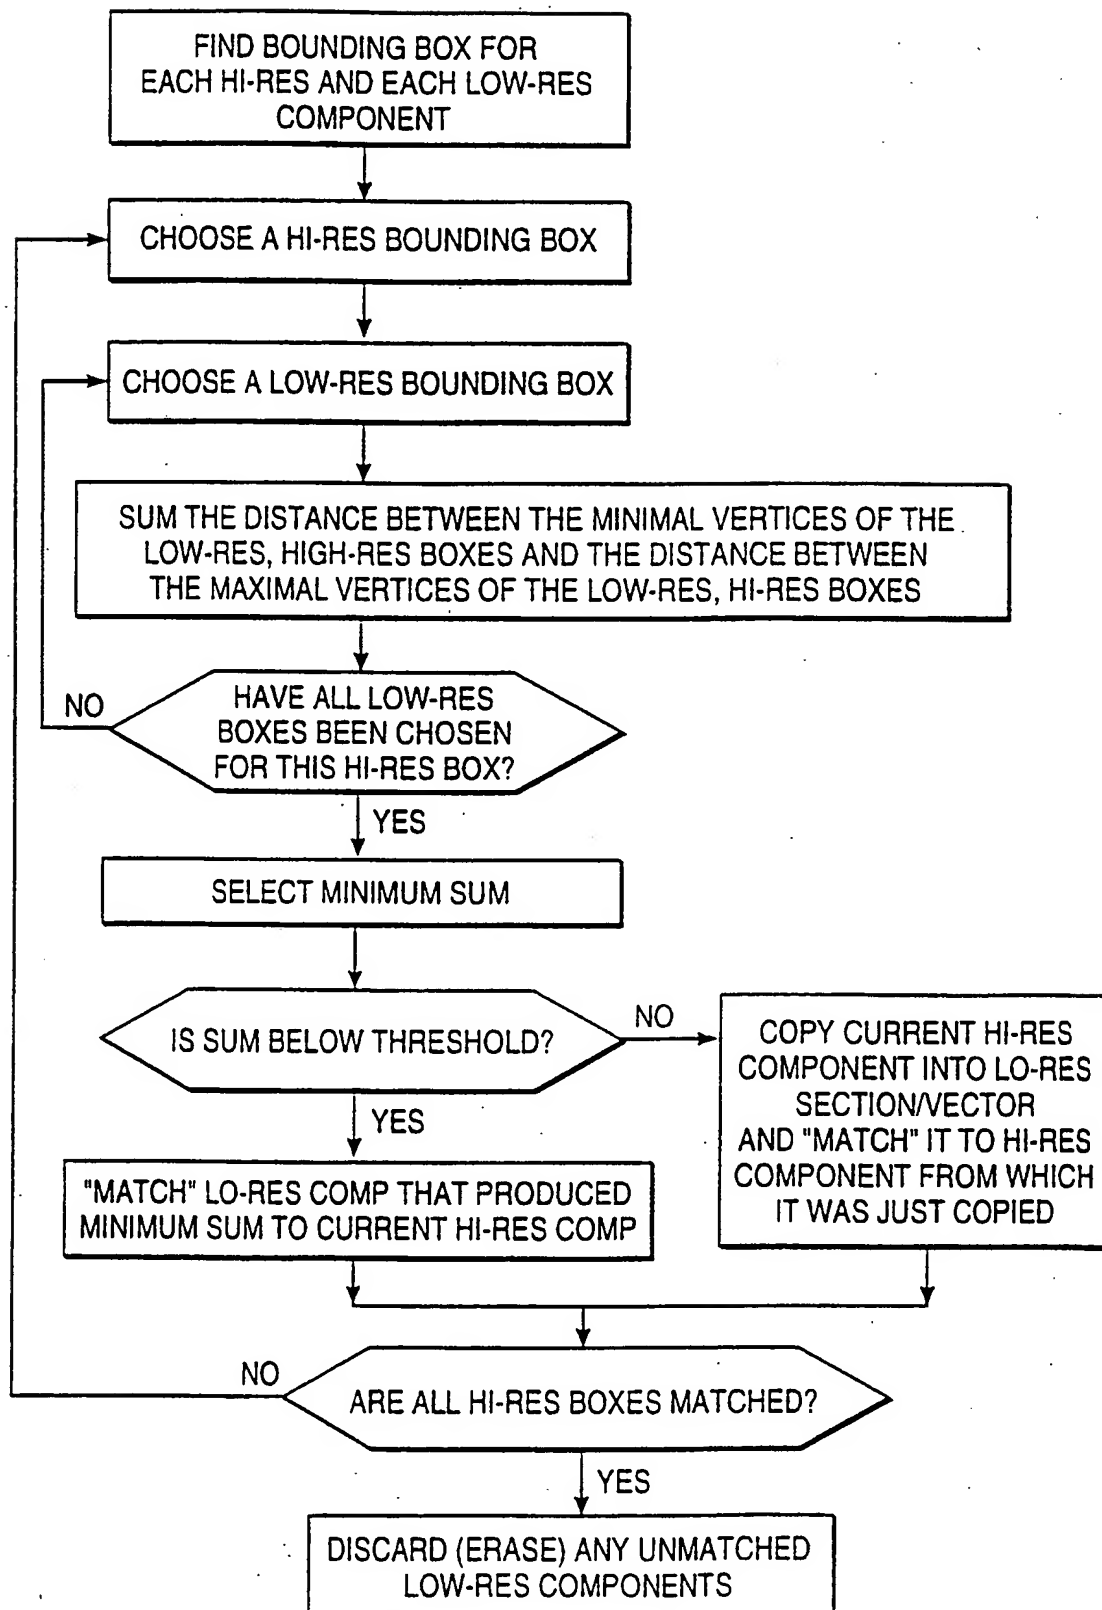 FIND BOUNDING BOX FOR
EACH HI-RES AND EACH LOW-RES
COMPONENT
CHOOSE A HI-RES BOUNDING BOX
CHOOSE A LOW-RES BOUNDING BOX
SUM THE DISTANCE BETWEEN THE MINIMAL VERTICES OF THE
LOW-RES, HIGH-RES BOXES AND THE DISTANCE BETWEEN
THE MAXIMAL VERTICES OF THE LOW-RES, HI-RES BOXES
NO
HAVE ALL LOW-RES
BOXES BEEN CHOSEN
FOR THIS HI-RES BOX?
YES
SELECT MINIMUM SUM
IS SUM BELOW THRESHOLD?
NO
COPY CURRENT HI-RES
COMPONENT INTO LO-RES
SECTION/VECTOR
AND "MATCH" IT TO HI-RES
COMPONENT FROM WHICH
IT WAS JUST COPIED
YES
"MATCH" LO-RES COMP THAT PRODUCED
MINIMUM SUM TO CURRENT HI-RES COMP
NO
ARE ALL HI-RES BOXES MATCHED?
YES
DISCARD (ERASE) ANY UNMATCHED
LOW-RES COMPONENTS